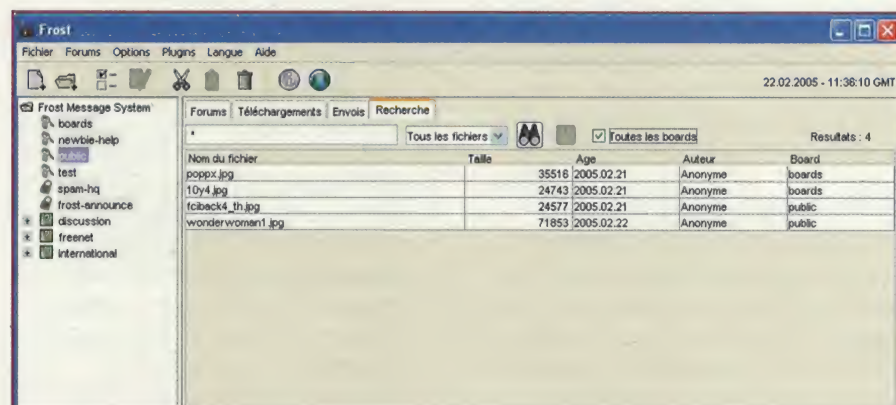 Frost
Fichier Forums Options Plugins Langue Aide
22.02.2005 - 11:36:10 GMT
Frost Message System
boards
newbie-help
public
test
spam-hq
frost-announce
discussion
freenet
international
Forums Téléchargements Envois Recherche
* Tous les fichiers Toutes les boards Resultats : 4
Nom du fichier Taille Age Auteur Board
poppx.jpg 35516 2005.02.21 Anonyme boards
10y4.jpg 24743 2005.02.21 Anonyme boards
fciback4_th.jpg 24577 2005.02.21 Anonyme public
wonderwoman1.jpg 71853 2005.02.22 Anonyme public